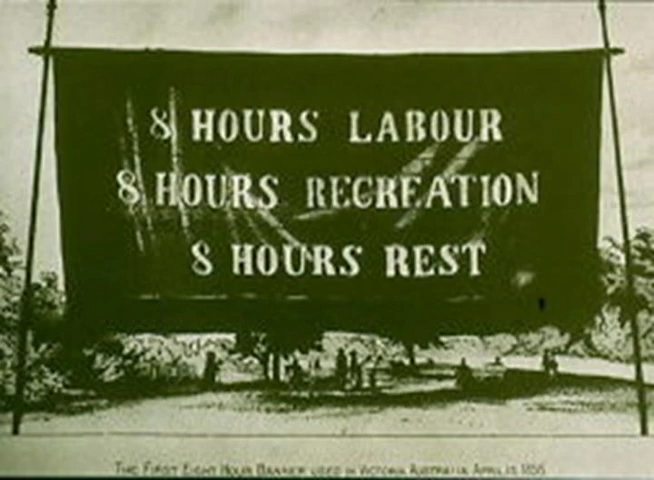 8 HOURS LABOUR
8 HOURS RECREATION
8 HOURS REST
THE FIRST EIGHT HOUR BANNER USED IN VICTORIA AUSTRALIA APRIL 1856